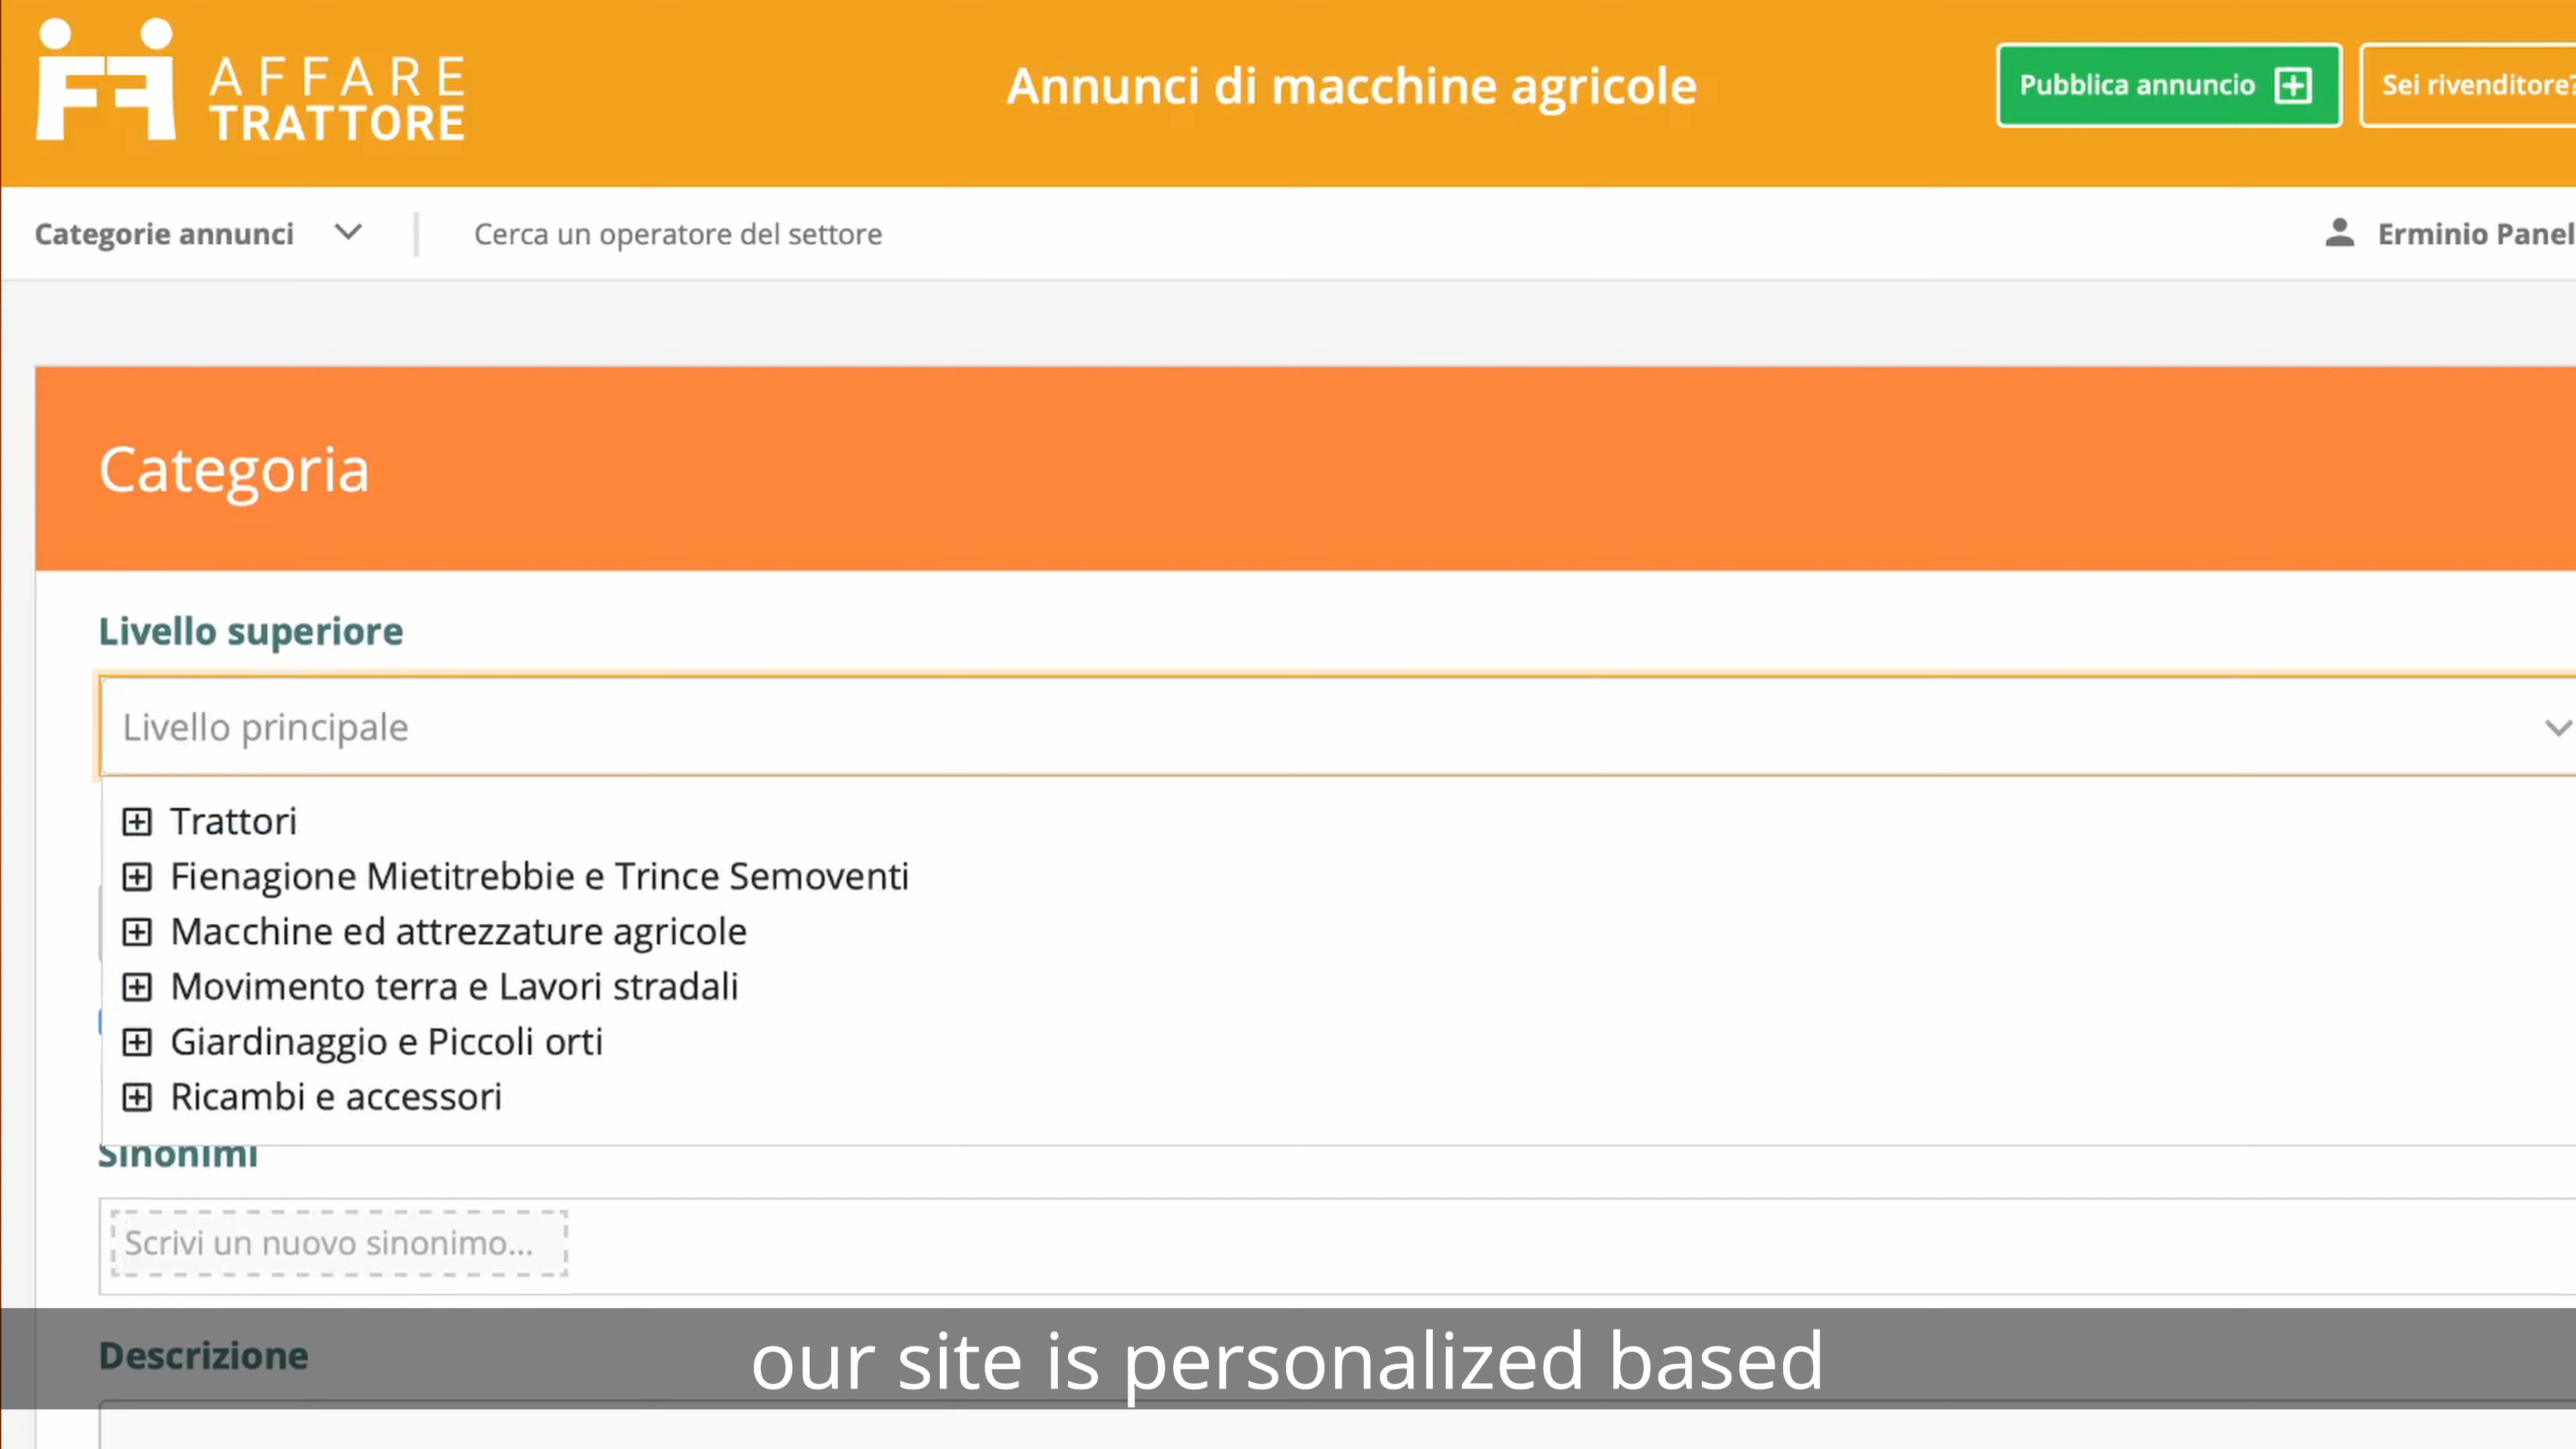 AFFARE
TRATTORE
Annunci di macchine agricole
Pubblica annuncio
Sei rivenditore?
Categorie annunci
Cerca un operatore del settore
Erminio Panel
Categoria
Livello superiore
Livello principale
Trattori
Fienagione Mietitrebbie e Trince Semoventi
Macchine ed attrezzature agricole
Movimento terra e Lavori stradali
Giardinaggio e Piccoli orti
Ricambi e accessori
Sinonimi
Scrivi un nuovo sinonimo...
Descrizione
our site is personalized based